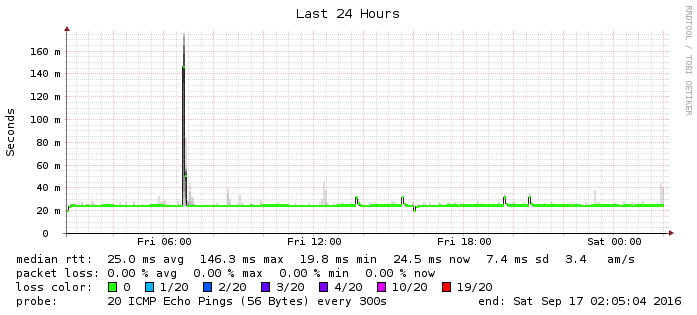 Last 24 Hours
RRDTOOL / TOBI OETIKER
Seconds
160 m
140 m
120 m
100 m
80 m
60 m
40 m
20 m
0
Fri 06:00 Fri 12:00 Fri 18:00 Sat 00:00
median rtt: 25.0 ms avg 146.3 ms max 19.8 ms min 24.5 ms now 7.4 ms sd 3.4 am/s
packet loss: 0.00 % avg 0.00 % max 0.00 % min 0.00 % now
loss color: 0 1/20 2/20 3/20 4/20 10/20 19/20
probe: 20 ICMP Echo Pings (56 Bytes) every 300s end: Sat Sep 17 02:05:04 2016